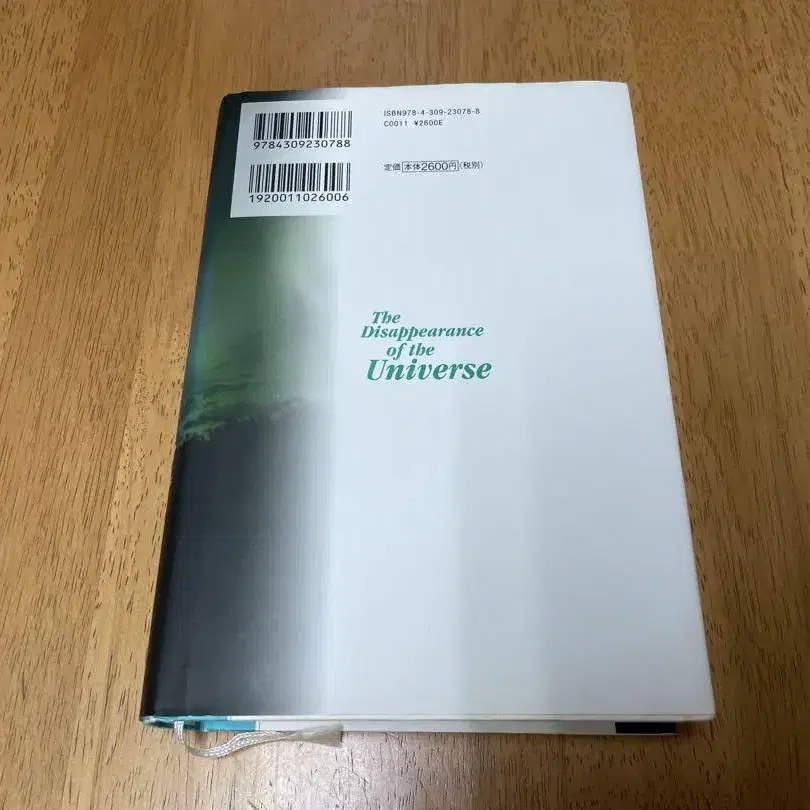 9784309230788
1920011026006
ISBN978-4-309-23078-8
C0011 ¥2600E
定価 本体2600円(税別)
The
Disappearance
of the
Universe